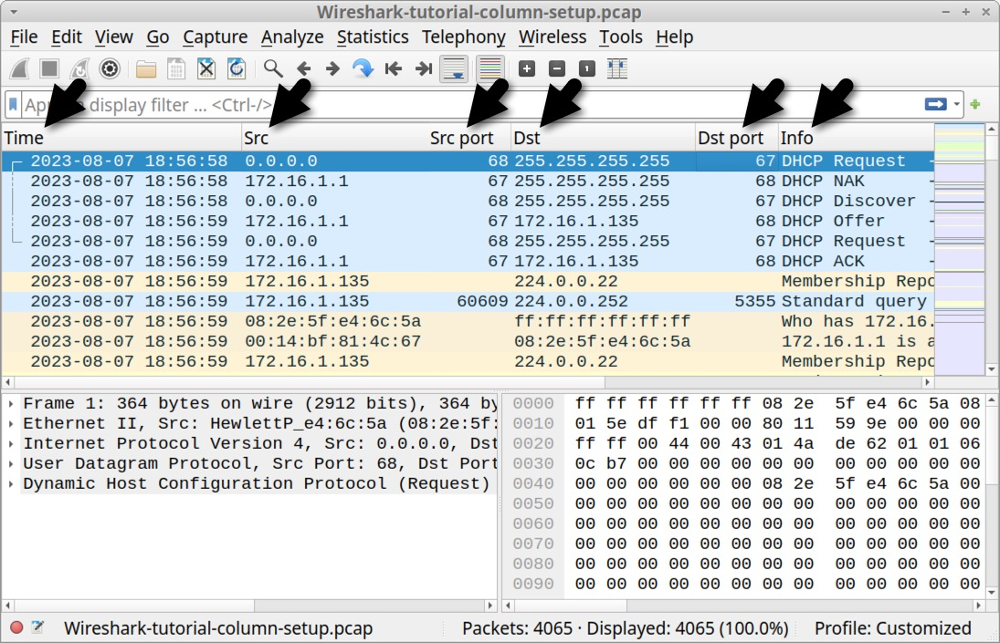 Wireshark-tutorial-column-setup.pcap
File Edit View Go Capture Analyze Statistics Telephony Wireless Tools Help
display filter ... <Ctrl-/>
Time Src Src port Dst Dst port Info
2023-08-07 18:56:58 0.0.0.0 68 255.255.255.255 67 DHCP Request -
2023-08-07 18:56:58 172.16.1.1 67 255.255.255.255 68 DHCP NAK -
2023-08-07 18:56:58 0.0.0.0 68 255.255.255.255 67 DHCP Discover -
2023-08-07 18:56:59 172.16.1.1 67 172.16.1.135 68 DHCP Offer -
2023-08-07 18:56:59 0.0.0.0 68 255.255.255.255 67 DHCP Request -
2023-08-07 18:56:59 172.16.1.1 67 172.16.1.135 68 DHCP ACK -
2023-08-07 18:56:59 172.16.1.135 224.0.0.22 Membership Repo
2023-08-07 18:56:59 172.16.1.135 60609 224.0.0.252 5355 Standard query
2023-08-07 18:56:59 08:2e:5f:e4:6c:5a ff:ff:ff:ff:ff:ff Who has 172.16.
2023-08-07 18:56:59 00:14:bf:81:4c:67 08:2e:5f:e4:6c:5a 172.16.1.1 is a
2023-08-07 18:56:59 172.16.1.135 224.0.0.22 Membership Repo
Frame 1: 364 bytes on wire (2912 bits), 364 by
Ethernet II, Src: HewlettP_e4:6c:5a (08:2e:5f:
Internet Protocol Version 4, Src: 0.0.0.0, Dst
User Datagram Protocol, Src Port: 68, Dst Port
Dynamic Host Configuration Protocol (Request)
0000 ff ff ff ff ff ff 08 2e 5f e4 6c 5a 08
0010 01 5e df f1 00 00 80 11 59 9e 00 00 00
0020 ff ff 00 44 00 43 01 4a de 62 01 01 06
0030 0c b7 00 00 00 00 00 00 00 00 00 00 00
0040 00 00 00 00 00 00 08 2e 5f e4 6c 5a 00
0050 00 00 00 00 00 00 00 00 00 00 00 00 00
0060 00 00 00 00 00 00 00 00 00 00 00 00 00
0070 00 00 00 00 00 00 00 00 00 00 00 00 00
0080 00 00 00 00 00 00 00 00 00 00 00 00 00
0090 00 00 00 00 00 00 00 00 00 00 00 00 00
Wireshark-tutorial-column-setup.pcap Packets: 4065 · Displayed: 4065 (100.0%) Profile: Customized